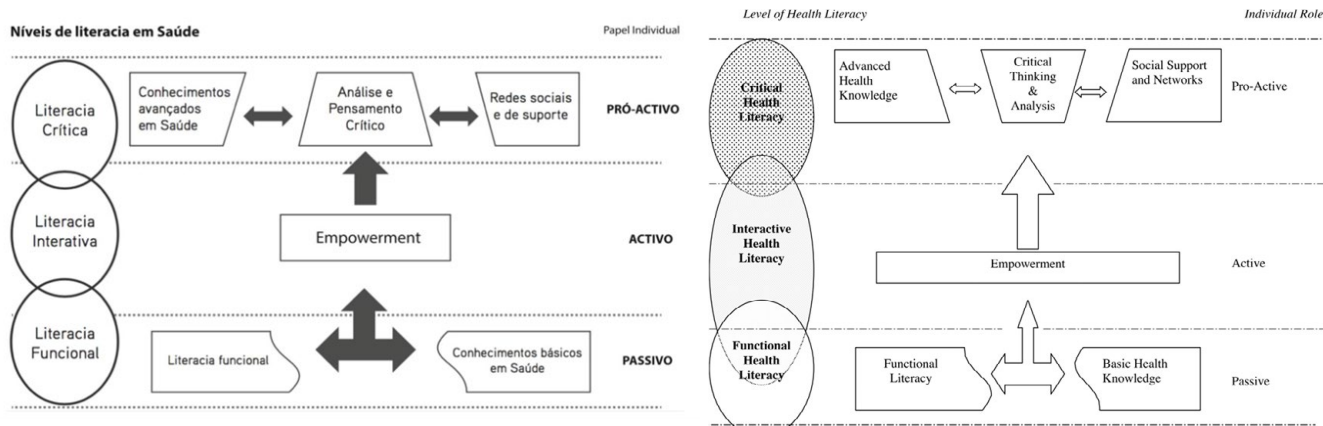 Níveis de literacia em Saúde
Papel Individual
Literacia
Crítica
Conhecimentos
avançados
em Saúde
Análise e
Pensamento
Crítico
Redes sociais
e de suporte
PRÓ-ACTIVO
Literacia
Interativa
Empowerment
ACTIVO
Literacia
Funcional
Literacia funcional
Conhecimentos básicos
em Saúde
PASSIVO
Level of Health Literacy
Individual Role
Critical
Health
Literacy
Advanced
Health
Knowledge
Critical
Thinking
&
Analysis
Social Support
and Networks
Pro-Active
Interactive
Health
Literacy
Empowerment
Active
Functional
Health
Literacy
Functional
Literacy
Basic Health
Knowledge
Passive